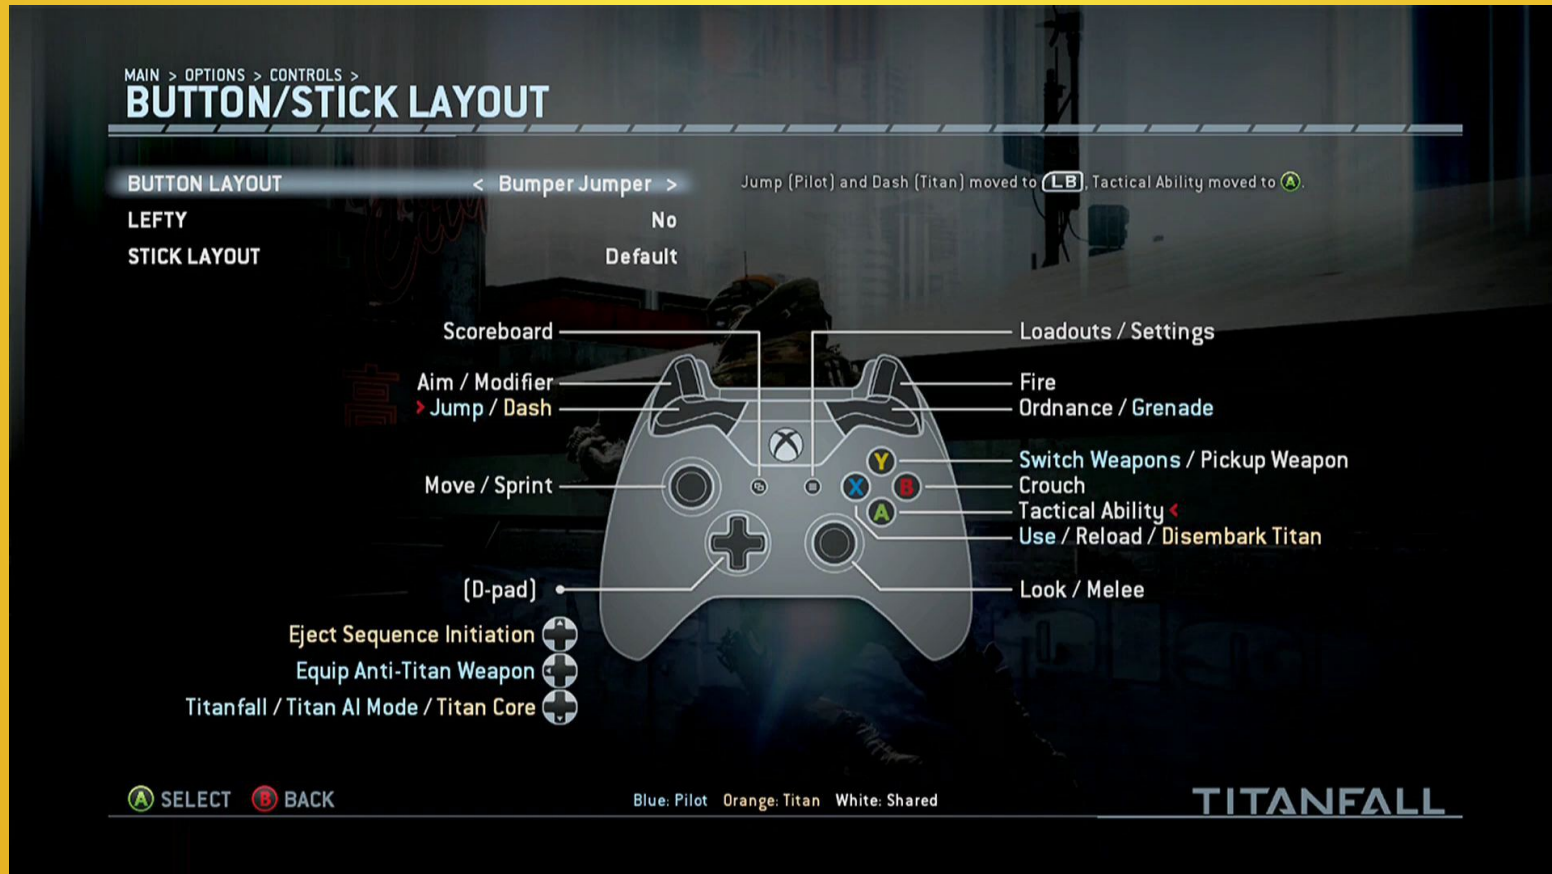 MAIN > OPTIONS > CONTROLS >
BUTTON/STICK LAYOUT
BUTTON LAYOUT < Bumper Jumper >
Jump (Pilot) and Dash (Titan) moved to LB, Tactical Ability moved to A.
LEFTY No
STICK LAYOUT Default
Scoreboard
Loadouts / Settings
Aim / Modifier
Fire
> Jump / Dash
Ordnance / Grenade
Y
Switch Weapons / Pickup Weapon
Move / Sprint
X B
Crouch
A
Tactical Ability <
Use / Reload / Disembark Titan
(D-pad)
Look / Melee
Eject Sequence Initiation
Equip Anti-Titan Weapon
Titanfall / Titan AI Mode / Titan Core
A SELECT B BACK
Blue: Pilot Orange: Titan White: Shared
TITANFALL